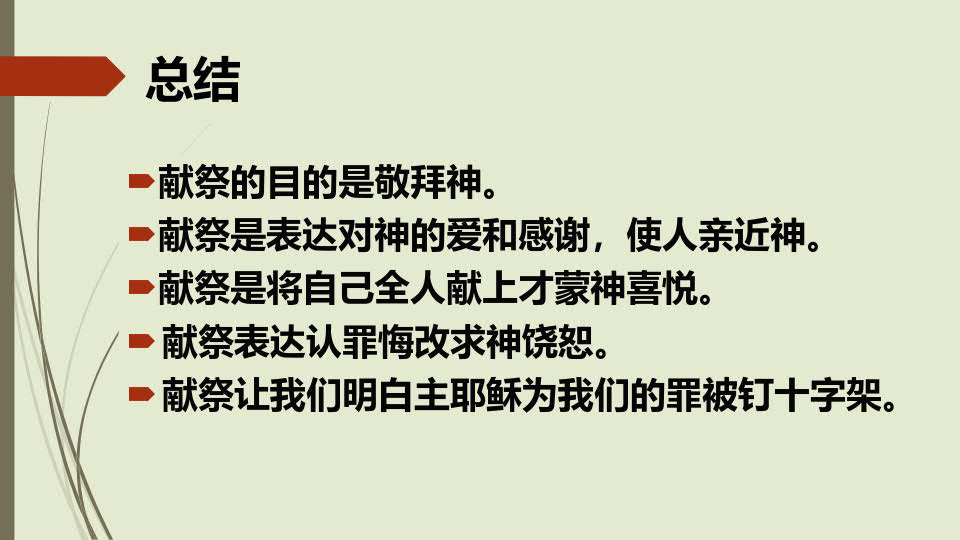 总结
献祭的目的是敬拜神。
献祭是表达对神的爱和感谢，使人亲近神。
献祭是将自己全人献上才蒙神喜悦。
献祭表达认罪悔改求神饶恕。
献祭让我们明白主耶稣为我们的罪被钉十字架。